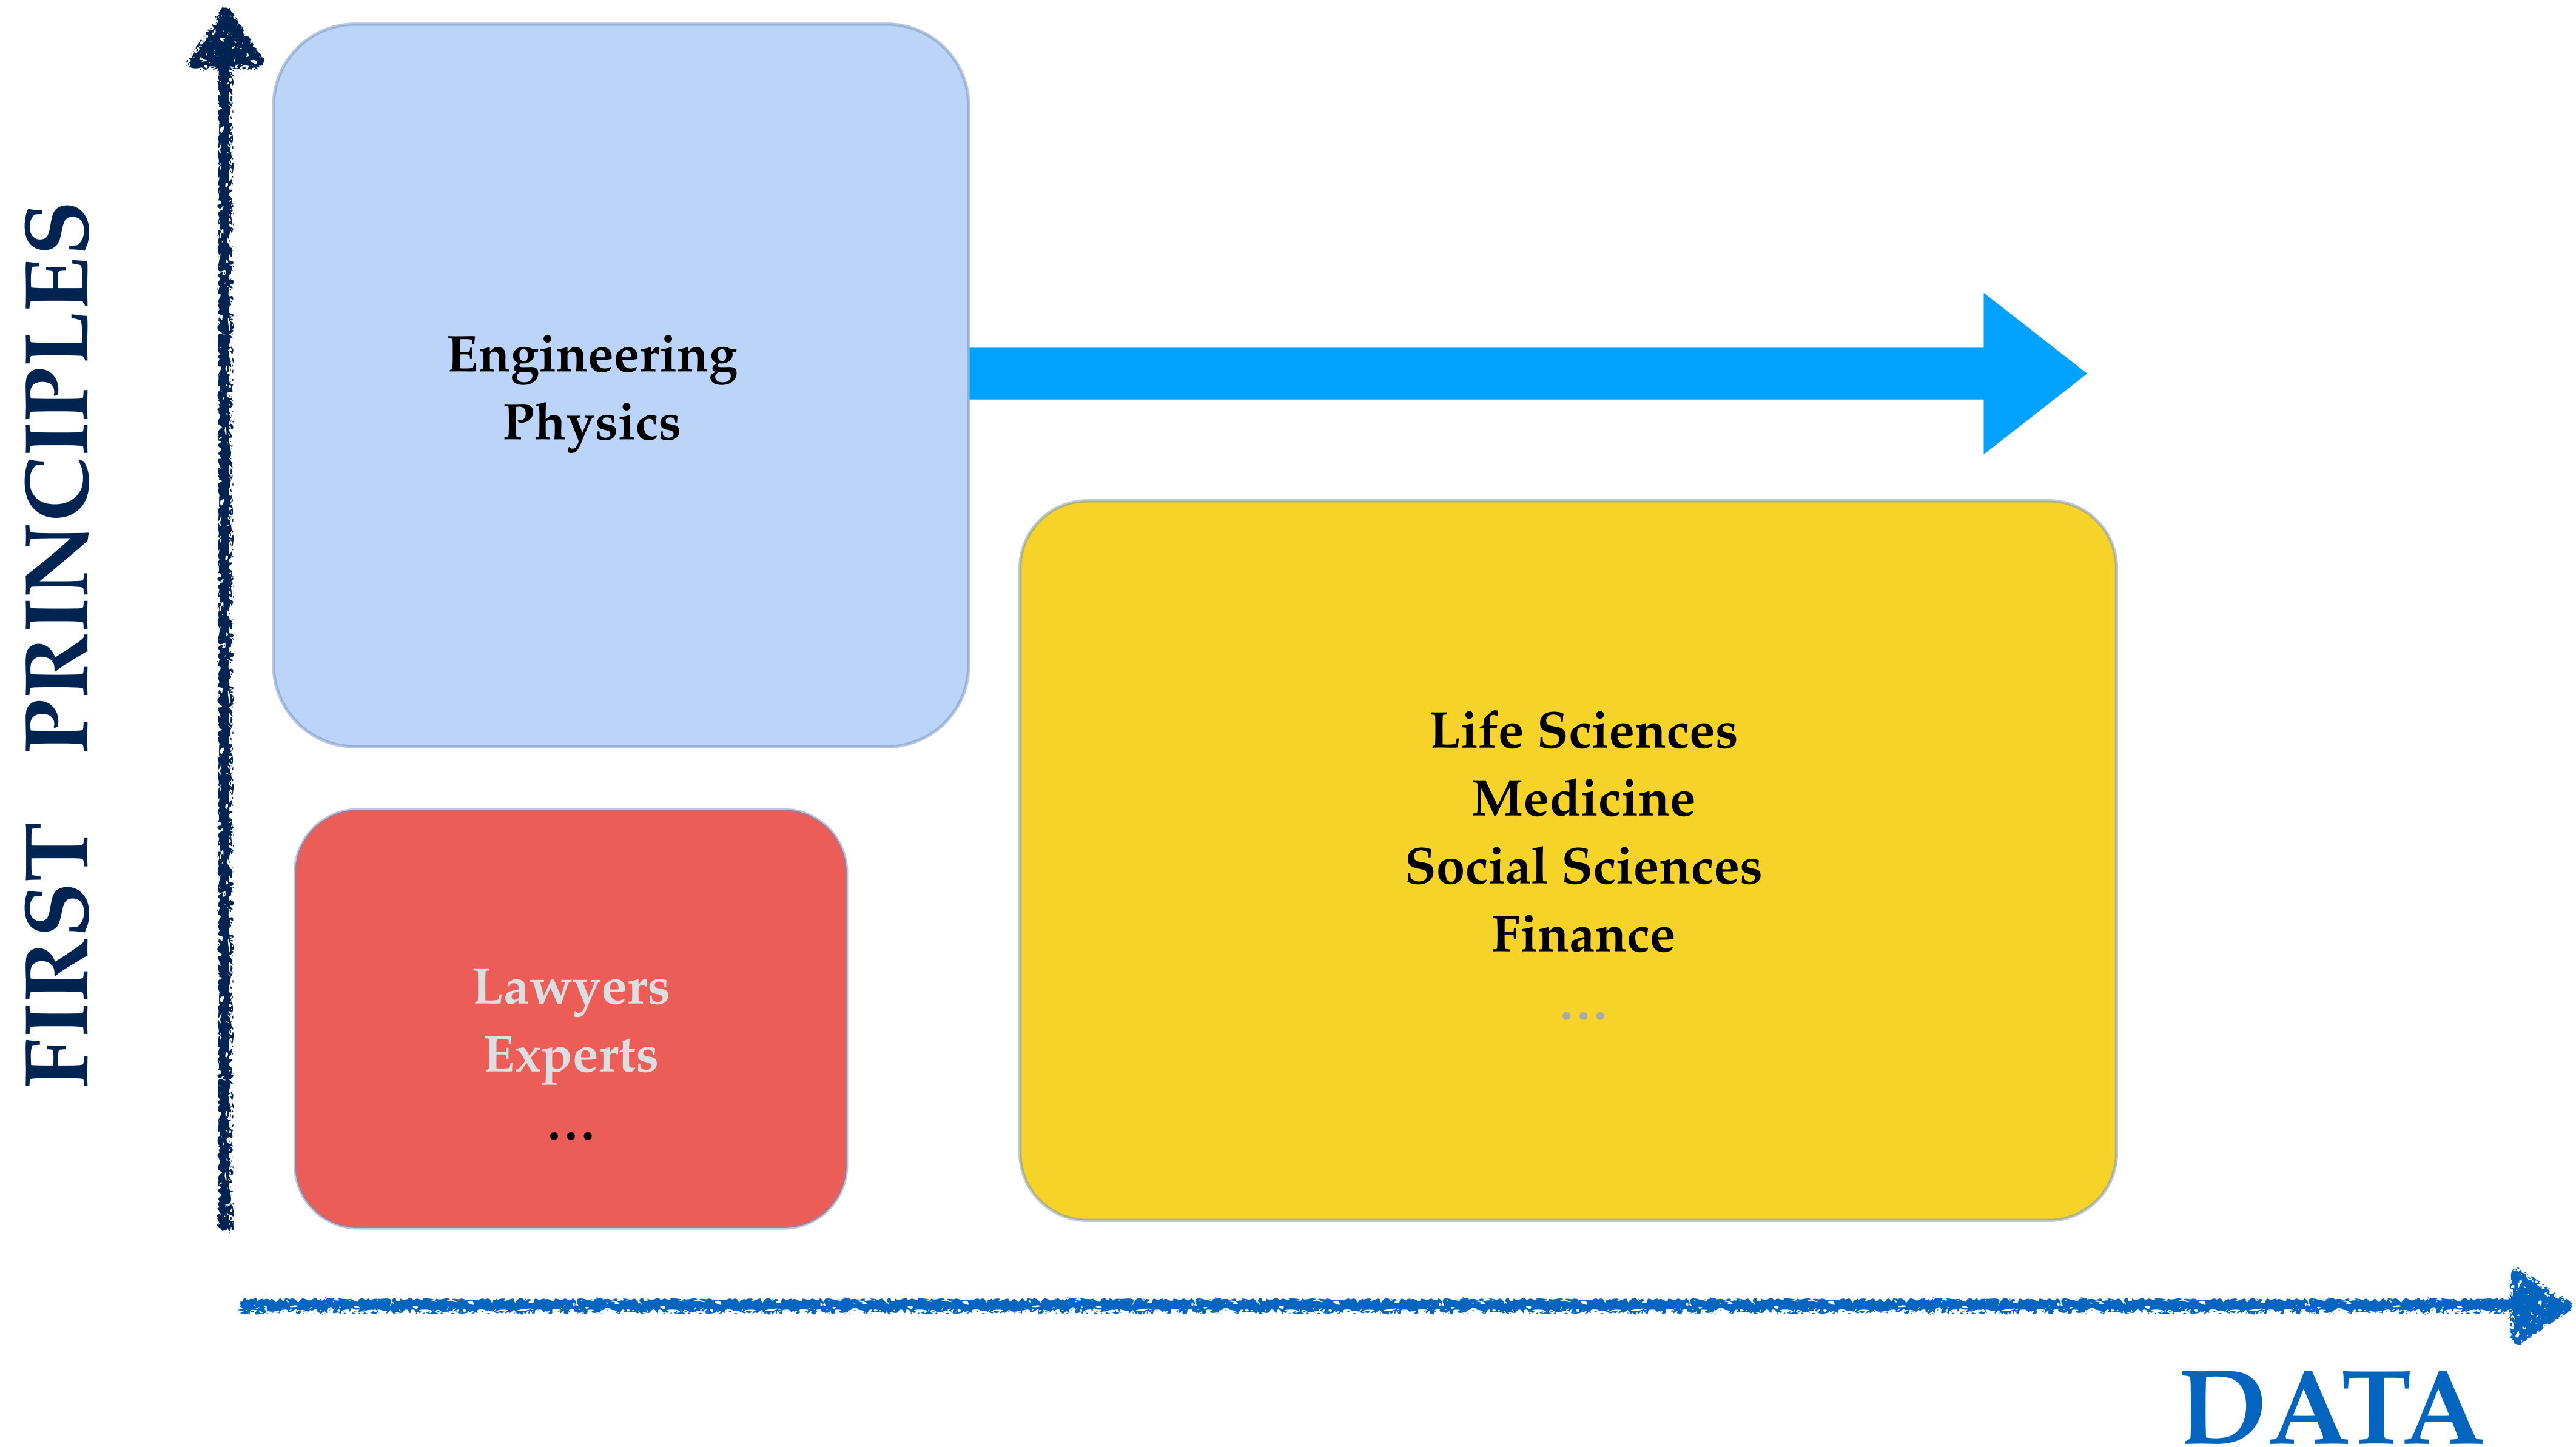 FIRST PRINCIPLES
Engineering
Physics
Lawyers
Experts
...
Life Sciences
Medicine
Social Sciences
Finance
...
DATA